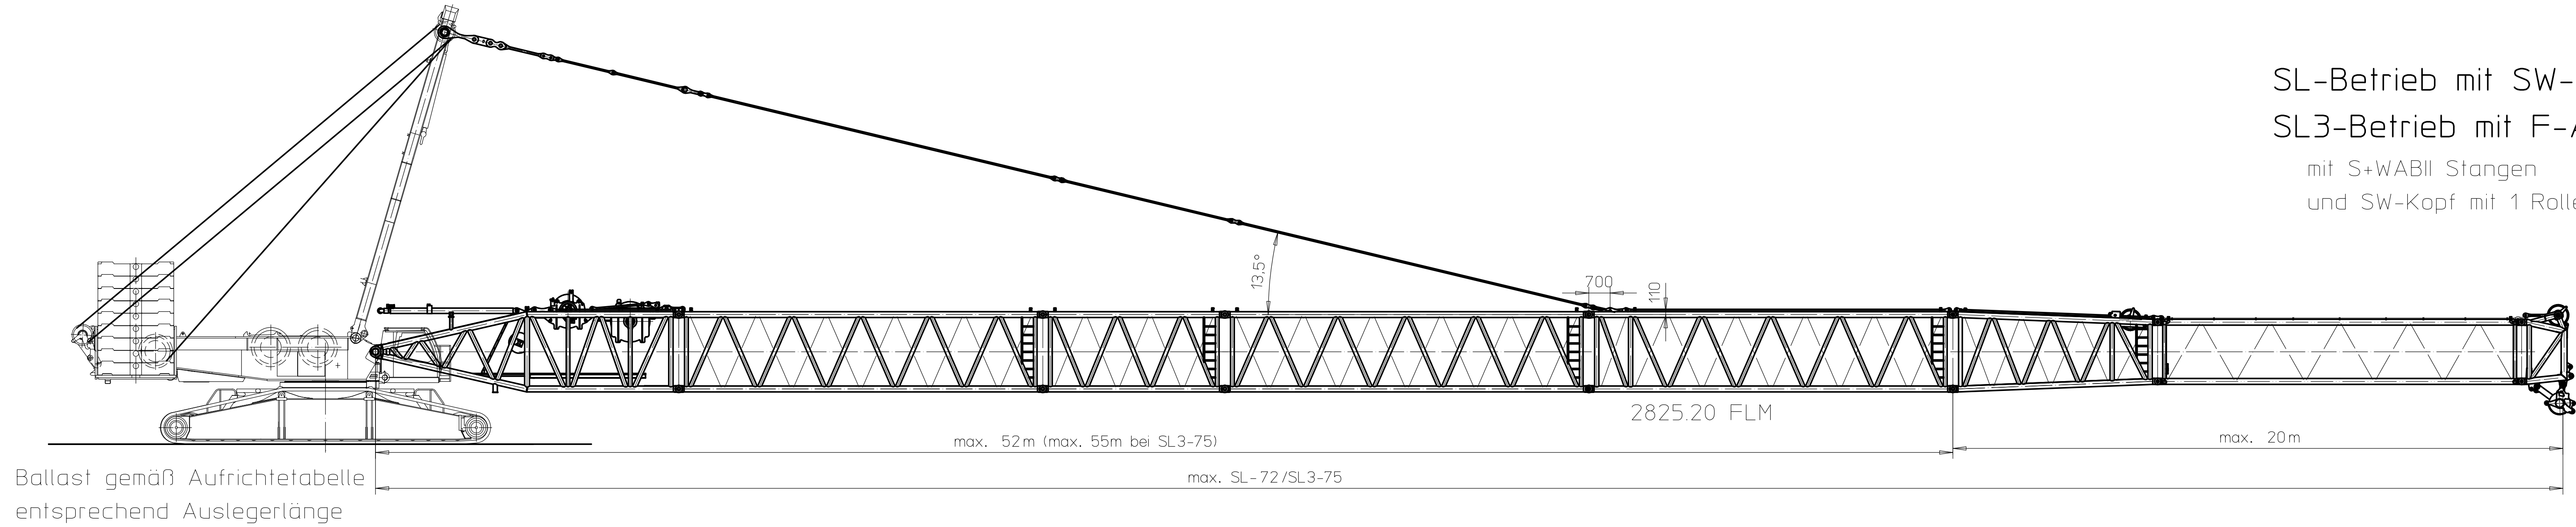 SL-Betrieb mit SW-
SL3-Betrieb mit F-
mit S+WABII Stangen
und SW-Kopf mit 1 Rolle
13,5°
700
110
2825.20 FLM
max. 52m (max. 55m bei SL3-75)
max. 20m
max. SL-72/SL3-75
Ballast gemäß Aufrichtetabelle
entsprechend Auslegerlänge